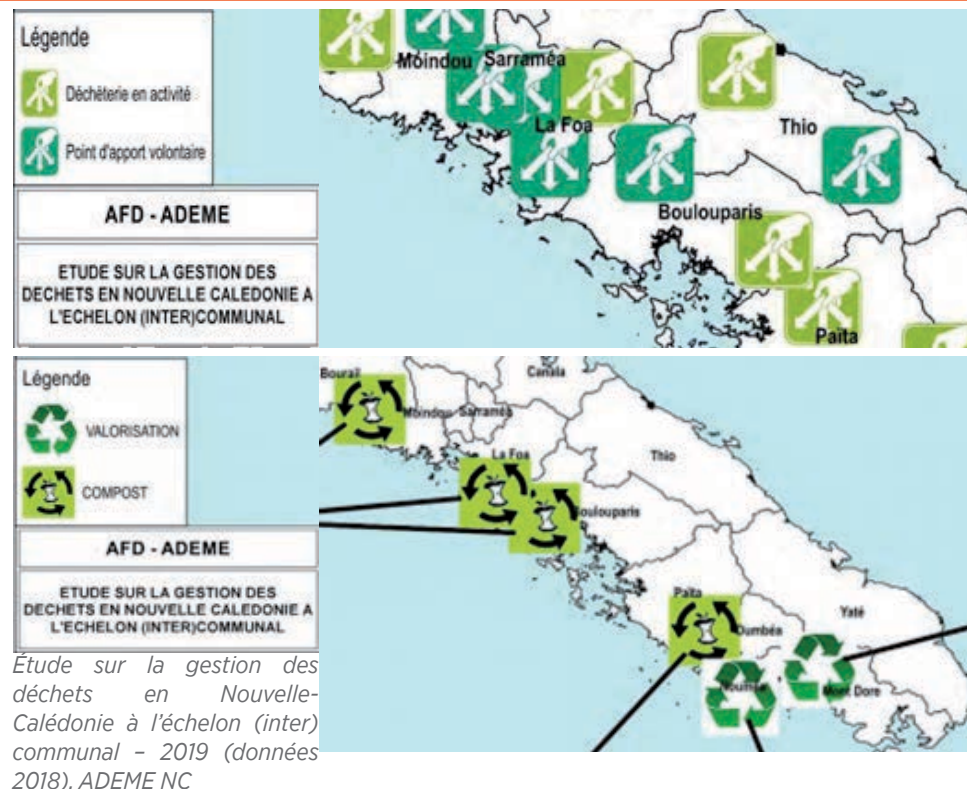 Légende
Déchèterie en activité
Point d'apport volontaire
AFD - ADEME
ETUDE SUR LA GESTION DES
DECHETS EN NOUVELLE CALEDONIE A
L'ECHELON (INTER)COMMUNAL
Moindou Sarraméa
La Foa
Thio
Boulouparis
Païta
Légende
VALORISATION
COMPOST
AFD - ADEME
ETUDE SUR LA GESTION DES
DECHETS EN NOUVELLE CALEDONIE A
L'ECHELON (INTER)COMMUNAL
Bourail
Canala
Moindou Sarraméa
La Foa
Thio
Boulouparis
Païta
Yaté
Dumbéa
Nouméa
Mont Dore
Étude sur la gestion des
déchets en Nouvelle-
Calédonie à l'échelon (inter)
communal – 2019 (données
2018), ADEME NC